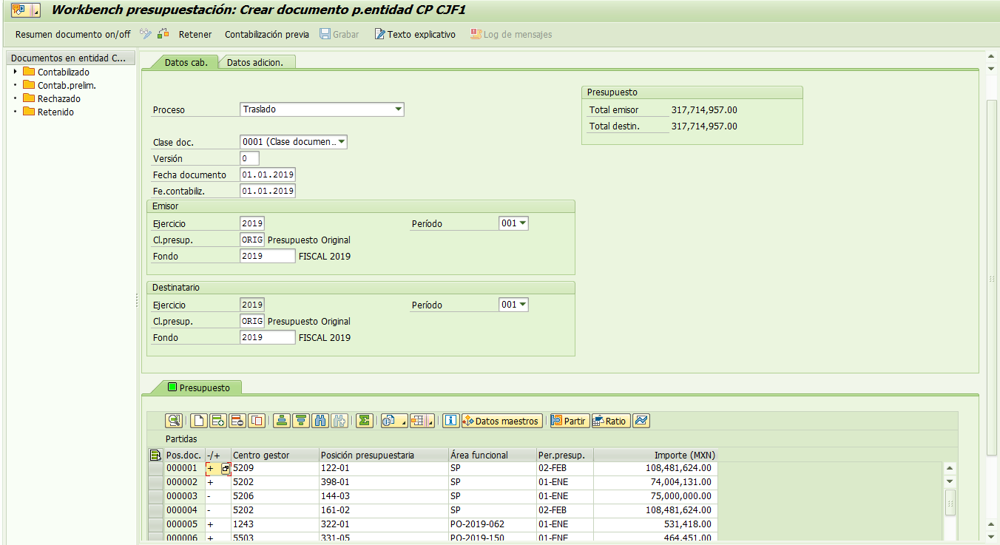 Workbench presupuestación: Crear documento p.entidad CP CJF1
Resumen documento on/off Retener Contabilización previa Grabar Texto explicativo Log de mensajes
Documentos en entidad C...
Contabilizado
Contab.prelim.
Rechazado
Retenido
Datos cab. Datos adicion.
Proceso Traslado
Presupuesto
Total emisor 317,714,957.00
Total destin. 317,714,957.00
Clase doc. 0001 (Clase documen...
Versión 0
Fecha documento 01.01.2019
Fe.contabiliz. 01.01.2019
Emisor
Ejercicio 2019 Período 001
Cl.presup. ORIG Presupuesto Original
Fondo 2019 FISCAL 2019
Destinatario
Ejercicio 2019 Período 001
Cl.presup. ORIG Presupuesto Original
Fondo 2019 FISCAL 2019
Presupuesto
Datos maestros Partir Ratio
Partidas
Pos.doc. -/+ Centro gestor Posición presupuestaria Área funcional Per.presup. Importe (MXN)
000001 + 5209 122-01 SP 02-FEB 108,481,624.00
000002 + 5202 398-01 SP 01-ENE 74,004,131.00
000003 - 5206 144-03 SP 01-ENE 75,000,000.00
000004 - 5202 161-02 SP 02-FEB 108,481,624.00
000005 + 1243 322-01 PO-2019-062 01-ENE 531,418.00
000006 + 5503 331-05 PO-2019-150 01-ENE 464,451.00